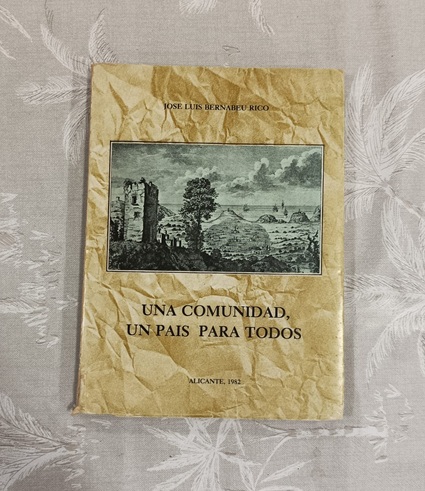 JOSE LUIS BERNABEU RICO
UNA COMUNIDAD,
UN PAIS PARA TODOS
ALICANTE, 1982